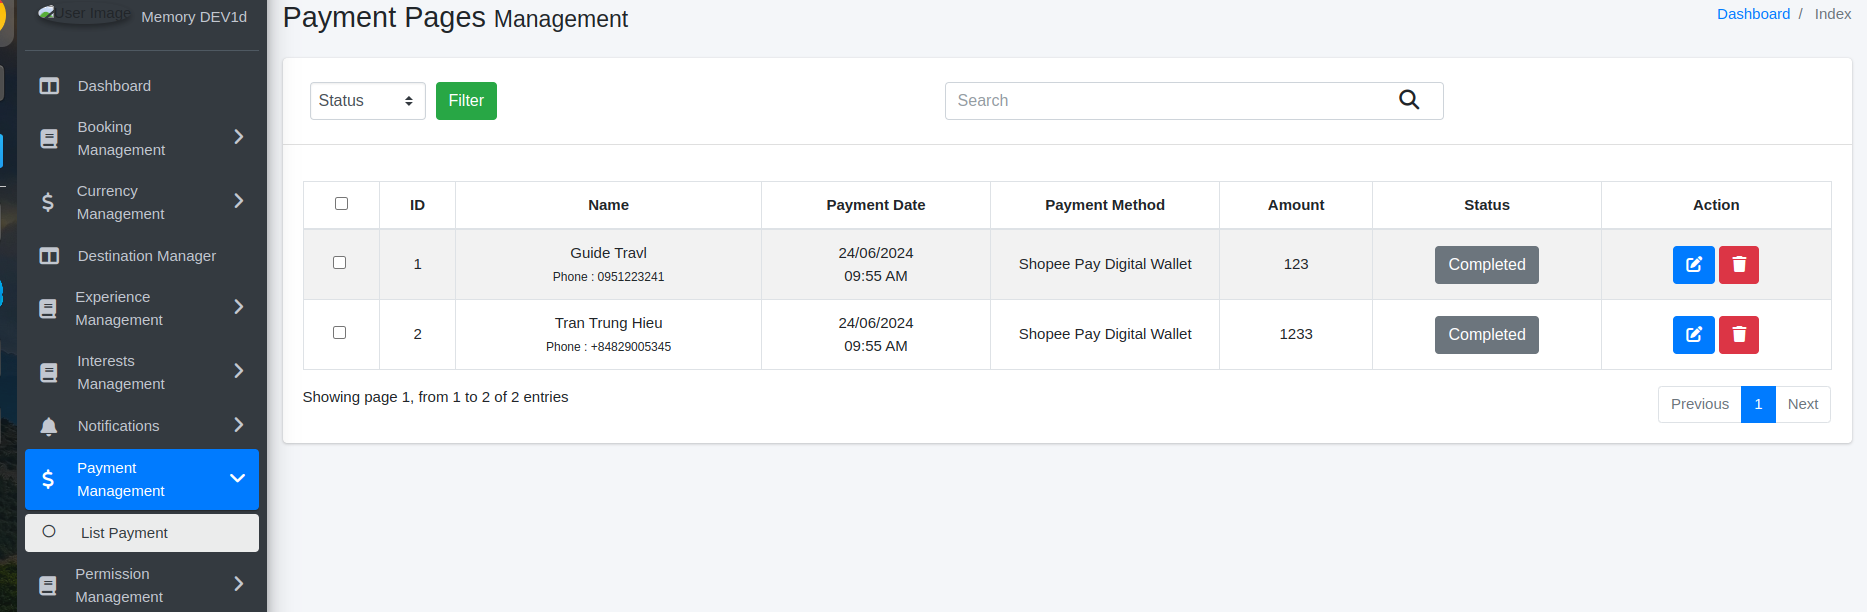 User Image
Memory DEV1d
Dashboard
Booking
Management
Currency
Management
Destination Manager
Experience
Management
Interests
Management
Notifications
Payment
Management
List Payment
Permission
Management
Payment Pages Management
Dashboard / Index
Status Filter Search
ID Name Payment Date Payment Method Amount Status Action
1 Guide Travl 24/06/2024 Shopee Pay Digital Wallet 123 Completed
Phone : 0951223241 09:55 AM
2 Tran Trung Hieu 24/06/2024 Shopee Pay Digital Wallet 1233 Completed
Phone : +84829005345 09:55 AM
Showing page 1, from 1 to 2 of 2 entries
Previous 1 Next